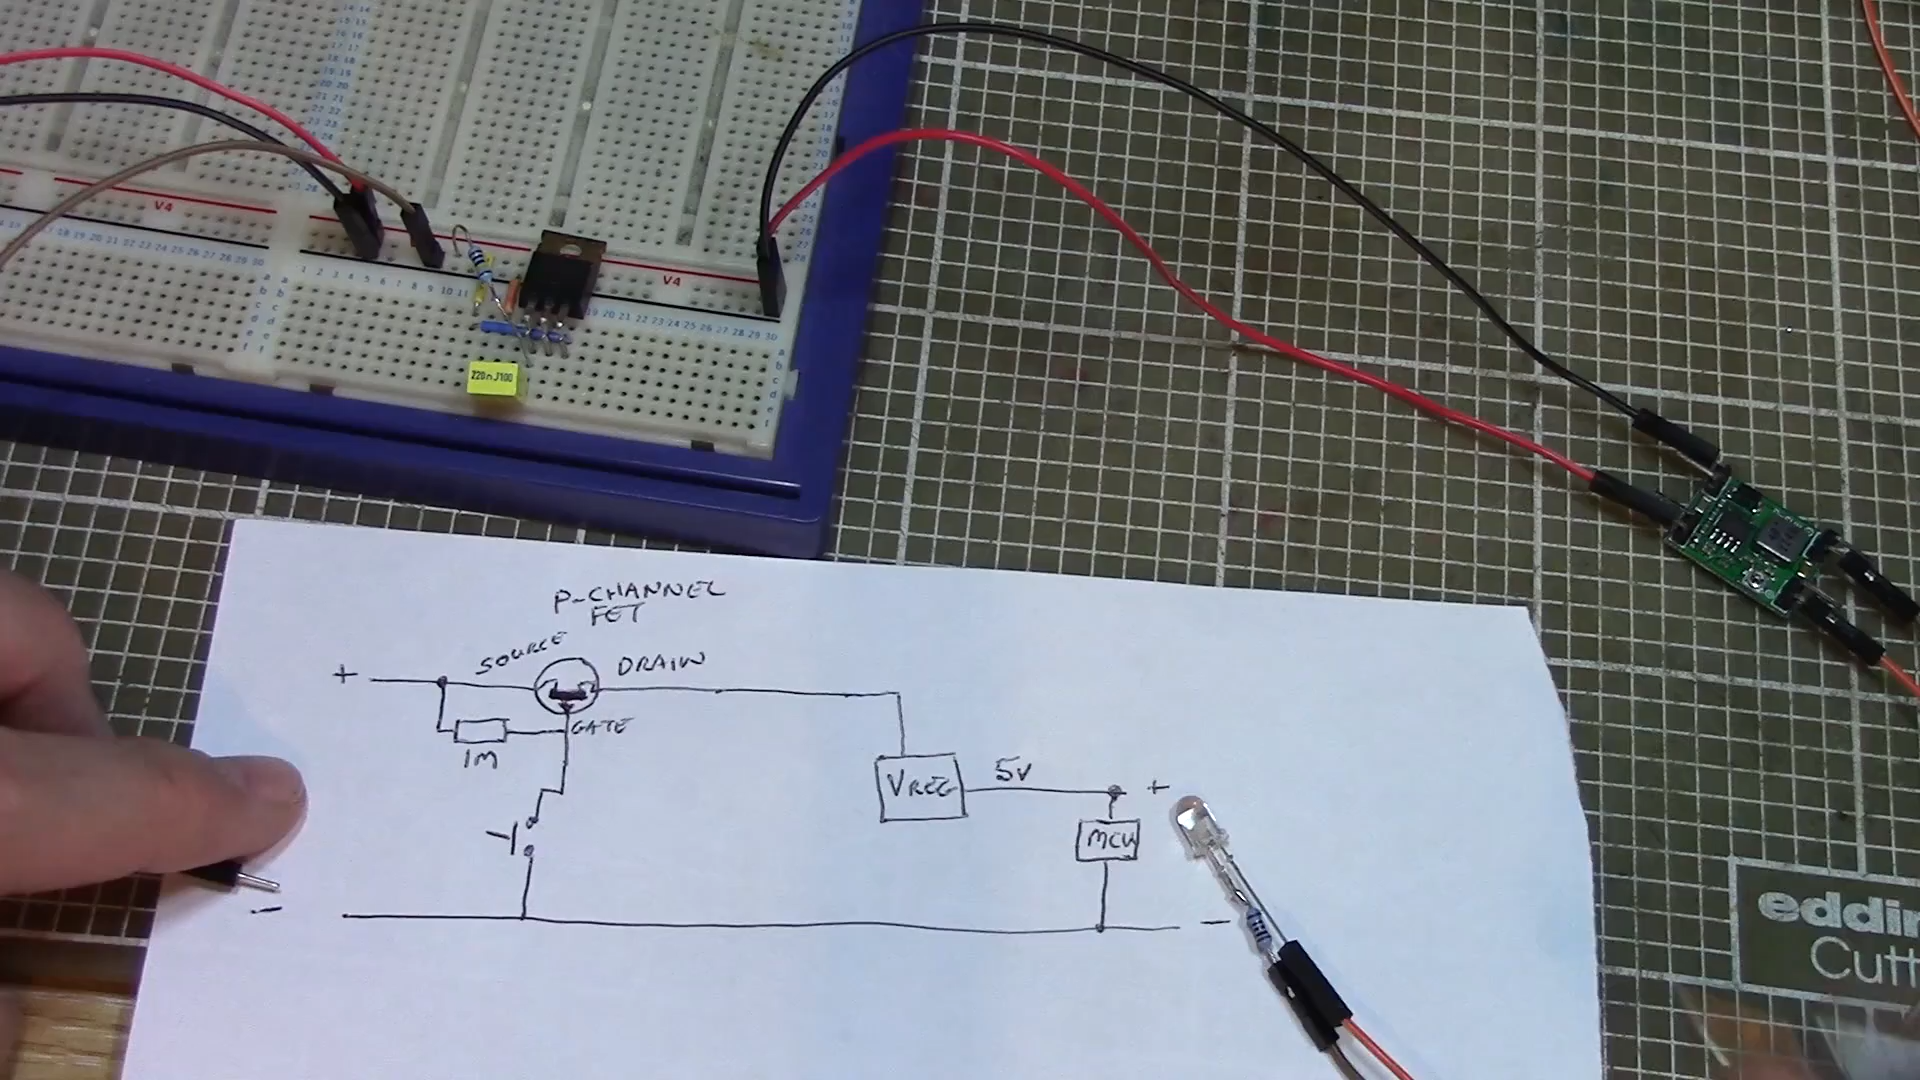 V4
V4
220nJ100
P-CHANNEL
FET
SOURCE
DRAIN
+
GATE
1M
VREG
5V
+
MCU
-
-
eddin
Cutt